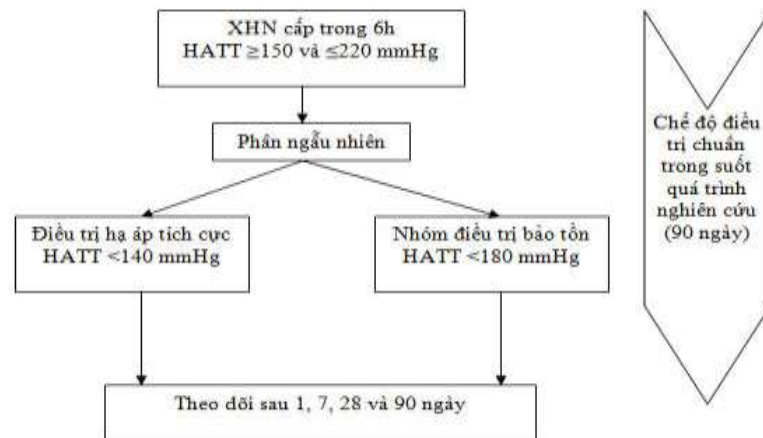 XHN cấp trong 6h
HATT ≥150 và ≤220 mmHg
Phân ngẫu nhiên
Điều trị hạ áp tích cực
HATT <140 mmHg
Nhóm điều trị bảo tồn
HATT <180 mmHg
Theo dõi sau 1, 7, 28 và 90 ngày
Chế độ điều
trị chuẩn
trong suốt
quá trình
nghiên cứu
(90 ngày)